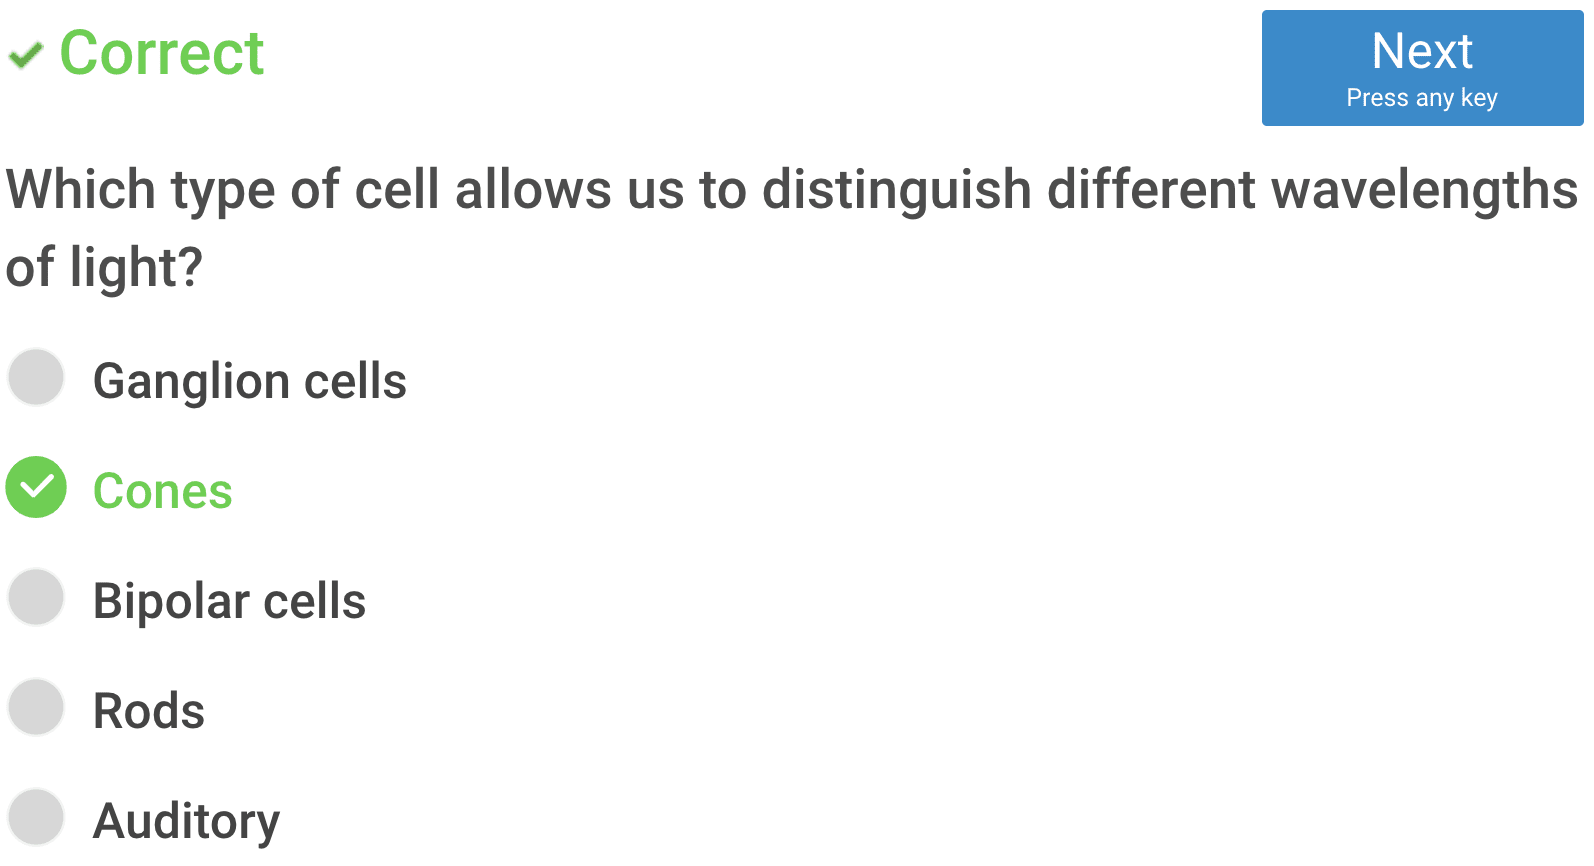 Correct
Next
Press any key
Which type of cell allows us to distinguish different wavelengths
of light?
Ganglion cells
Cones
Bipolar cells
Rods
Auditory